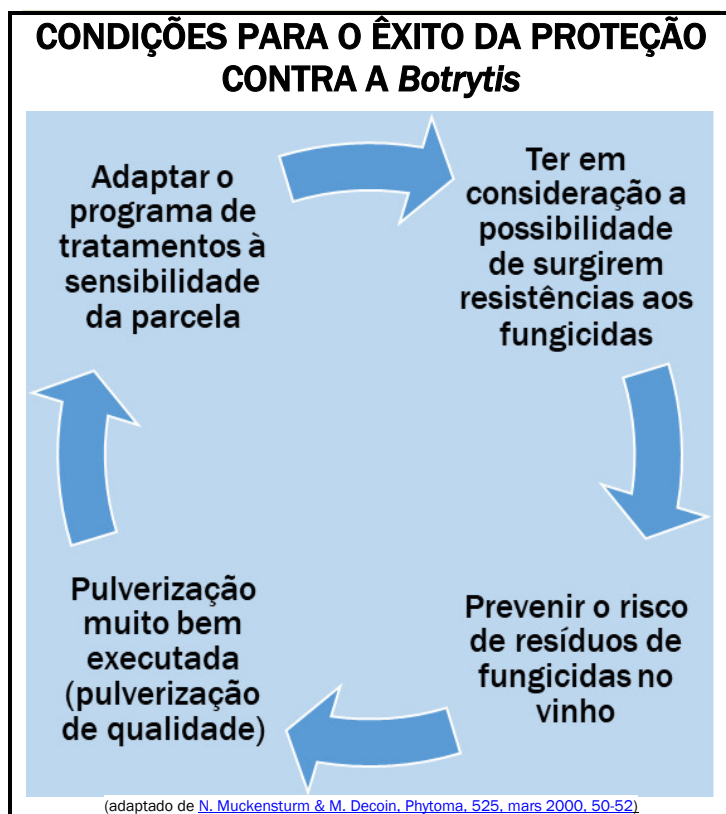 CONDIÇÕES PARA O ÊXITO DA PROTEÇÃO
CONTRA A Botrytis
Adaptar o
programa de
tratamentos à
sensibilidade
da parcela
Ter em
consideração a
possibilidade
de surgirem
resistências aos
fungicidas
Prevenir o risco
de resíduos de
fungicidas no
vinho
Pulverização
muito bem
executada
(pulverização
de qualidade)
(adaptado de N. Muckensturm & M. Decoin, Phytoma, 525, mars 2000, 50-52)